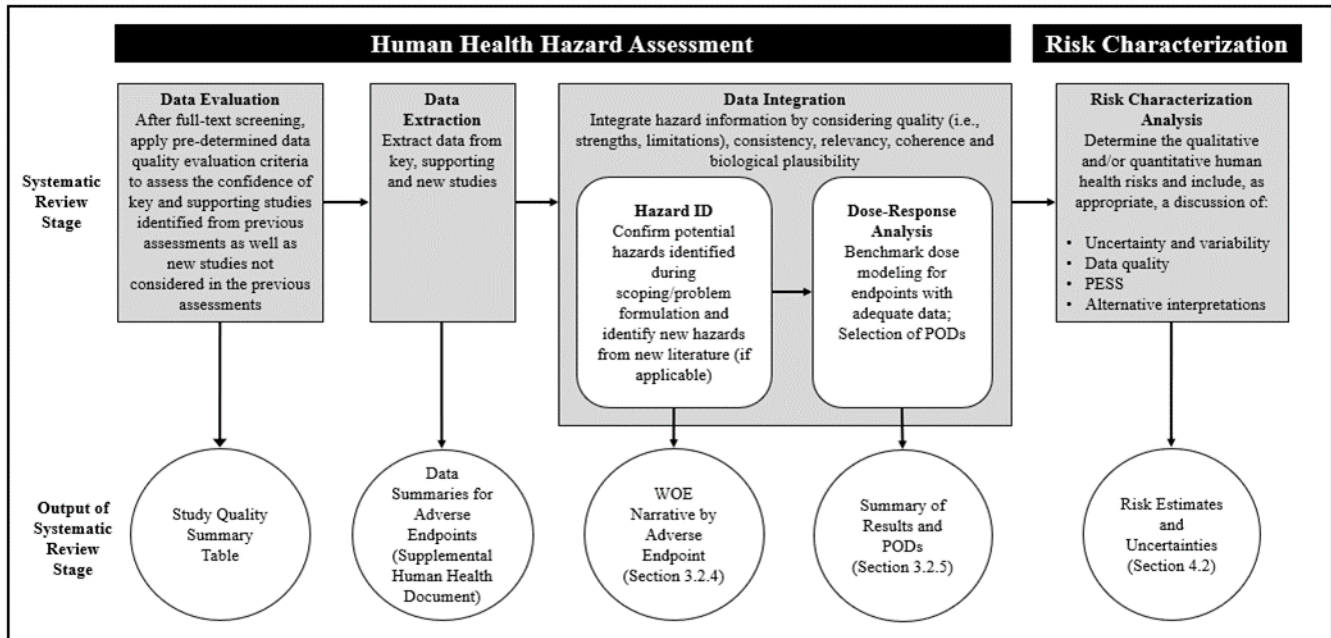 Human Health Hazard Assessment
Risk Characterization
Systematic
Review
Stage
Data Evaluation
After full-text screening,
apply pre-determined data
quality evaluation criteria
to assess the confidence of
key and supporting studies
identified from previous
assessments as well as
new studies not
considered in the previous
assessments
Data
Extraction
Extract data from
key, supporting
and new studies
Data Integration
Integrate hazard information by considering quality (i.e.,
strengths, limitations), consistency, relevancy, coherence and
biological plausibility
Hazard ID
Confirm potential
hazards identified
during
scoping/problem
formulation and
identify new hazards
from new literature (if
applicable)
Dose-Response
Analysis
Benchmark dose
modeling for
endpoints with
adequate data;
Selection of PODs
Risk Characterization
Analysis
Determine the qualitative
and/or quantitative human
health risks and include, as
appropriate, a discussion of:
• Uncertainty and variability
• Data quality
• PESS
• Alternative interpretations
Output of
Systematic
Review
Stage
Study Quality
Summary
Table
Data
Summaries for
Adverse
Endpoints
(Supplemental
Human Health
Document)
WOE
Narrative by
Adverse
Endpoint
(Section 3.2.4)
Summary of
Results and
PODs
(Section 3.2.5)
Risk Estimates
and
Uncertainties
(Section 4.2)